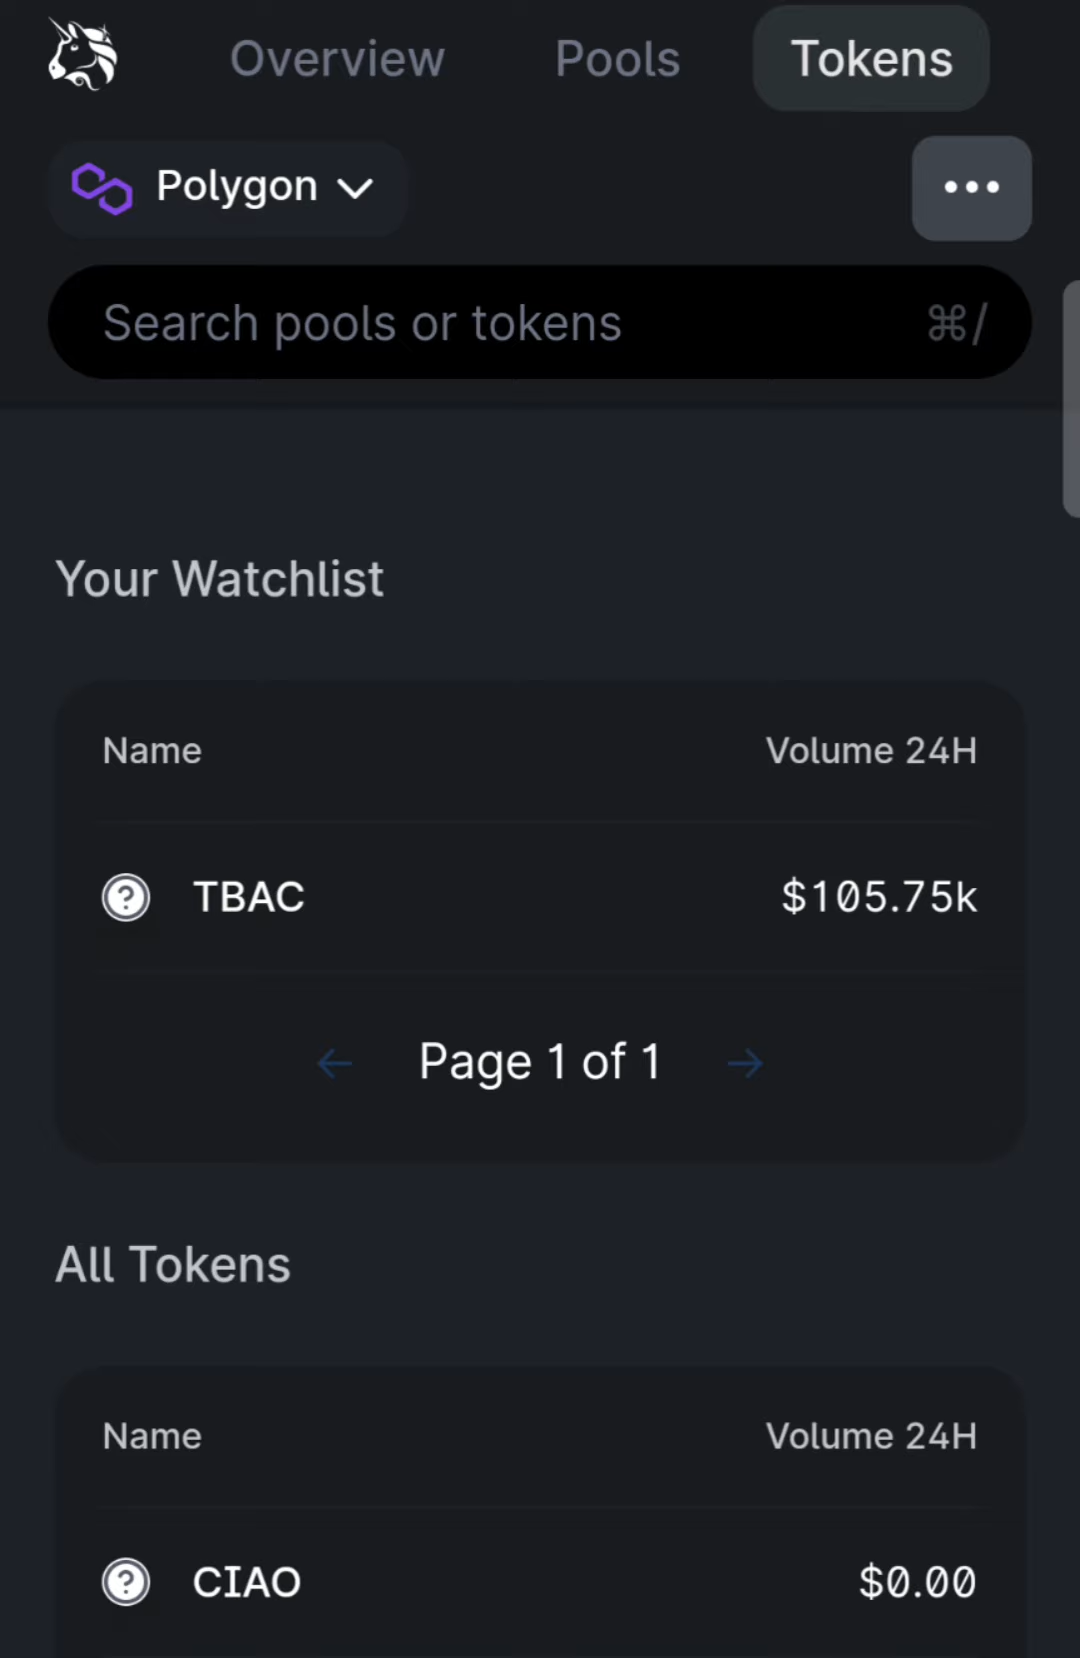 Overview Pools Tokens
Polygon
Search pools or tokens ⌘/
Your Watchlist
Name Volume 24H
TBAC $105.75k
← Page 1 of 1 →
All Tokens
Name Volume 24H
CIAO $0.00